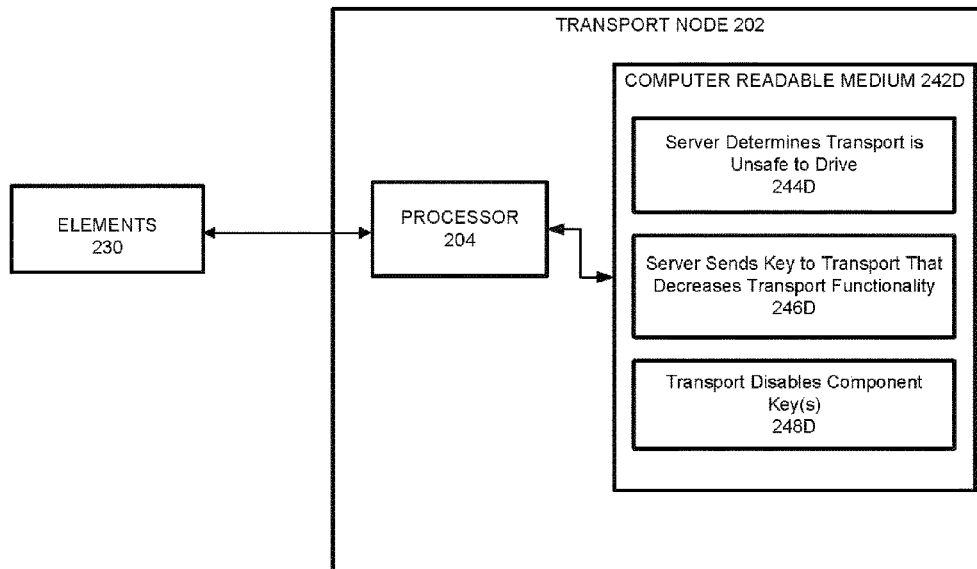 TRANSPORT NODE 202
COMPUTER READABLE MEDIUM 242D
Server Determines Transport is
Unsafe to Drive
244D
ELEMENTS
230
PROCESSOR
204
Server Sends Key to Transport That
Decreases Transport Functionality
246D
Transport Disables Component
Key(s)
248D